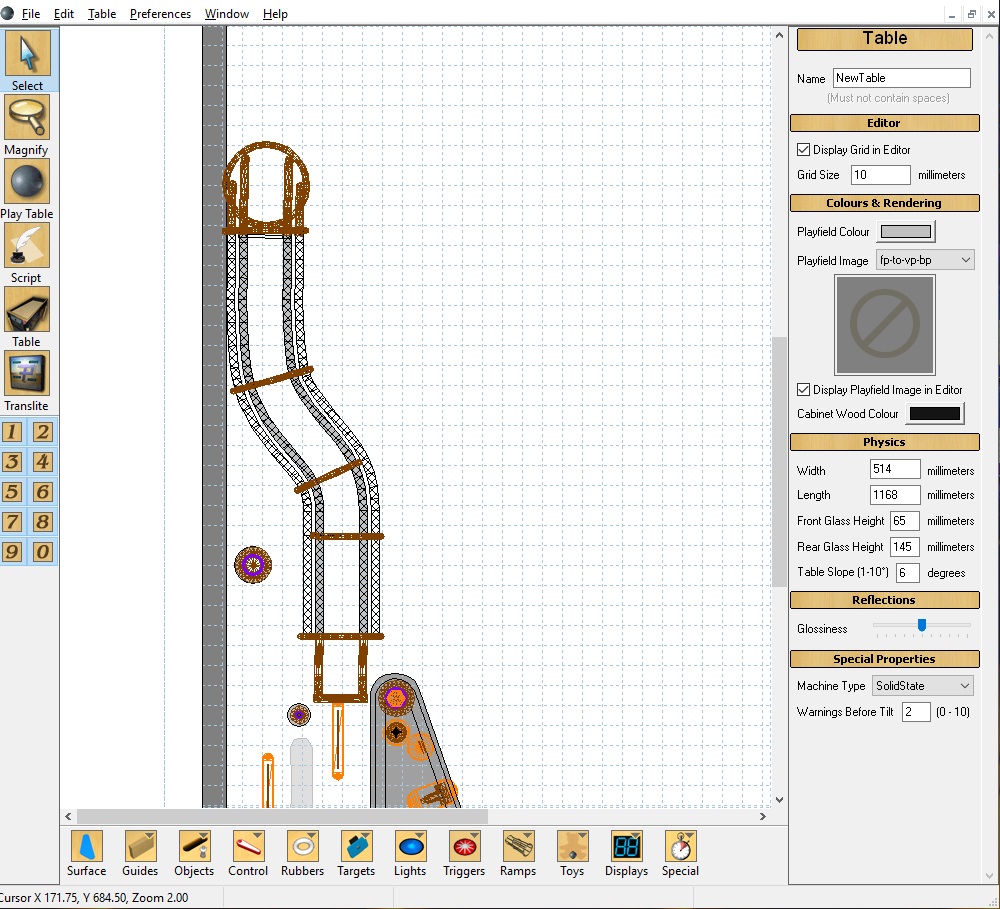 File Edit Table Preferences Window Help
Select
Magnify
Play Table
Script
Table
Translite
1 2
3 4
5 6
7 8
9 0
Table
Name NewTable
(Must not contain spaces)
Editor
Display Grid in Editor
Grid Size 10 millimeters
Colours & Rendering
Playfield Colour
Playfield Image fp-to-vp-bp
Display Playfield Image in Editor
Cabinet Wood Colour
Physics
Width 514 millimeters
Length 1168 millimeters
Front Glass Height 65 millimeters
Rear Glass Height 145 millimeters
Table Slope (1-10°) 6 degrees
Reflections
Glossiness
Special Properties
Machine Type SolidState
Warnings Before Tilt 2 (0 - 10)
Surface Guides Objects Control Rubbers Targets Lights Triggers Ramps Toys Displays Special
Cursor X 171.75, Y 684.50, Zoom 2.00